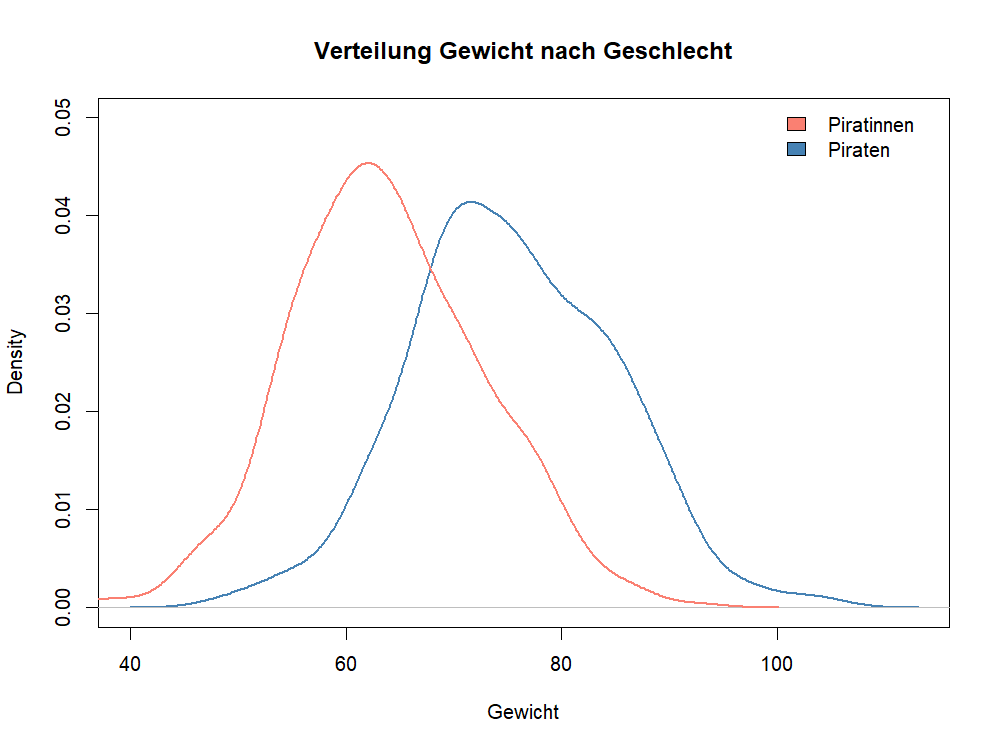 Verteilung Gewicht nach Geschlecht
Piratinnen
Piraten
Density
0.05
0.04
0.03
0.02
0.01
0.00
40 60 80 100
Gewicht